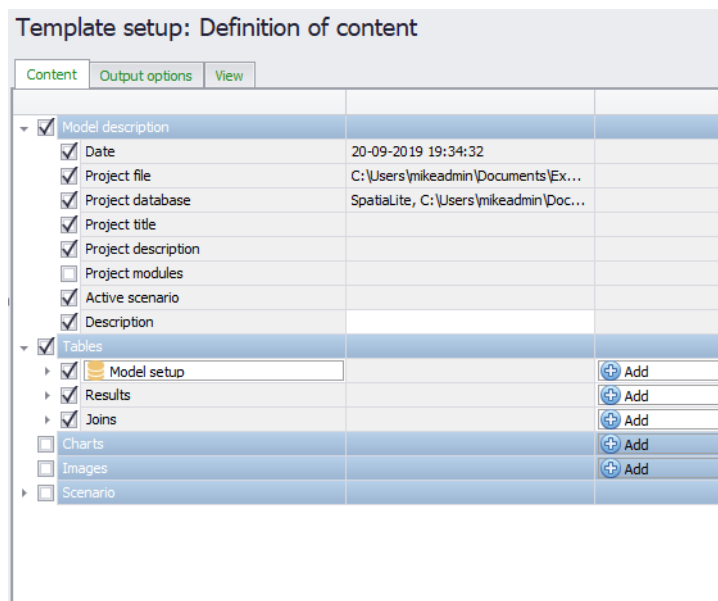 Template setup: Definition of content
Content Output options View
Model description
Date 20-09-2019 19:34:32
Project file C:\Users\mikeadmin\Documents\Ex...
Project database SpatiaLite, C:\Users\mikeadmin\Doc...
Project title
Project description
Project modules
Active scenario
Description
Tables
Model setup Add
Results Add
Joins Add
Charts Add
Images Add
Scenario